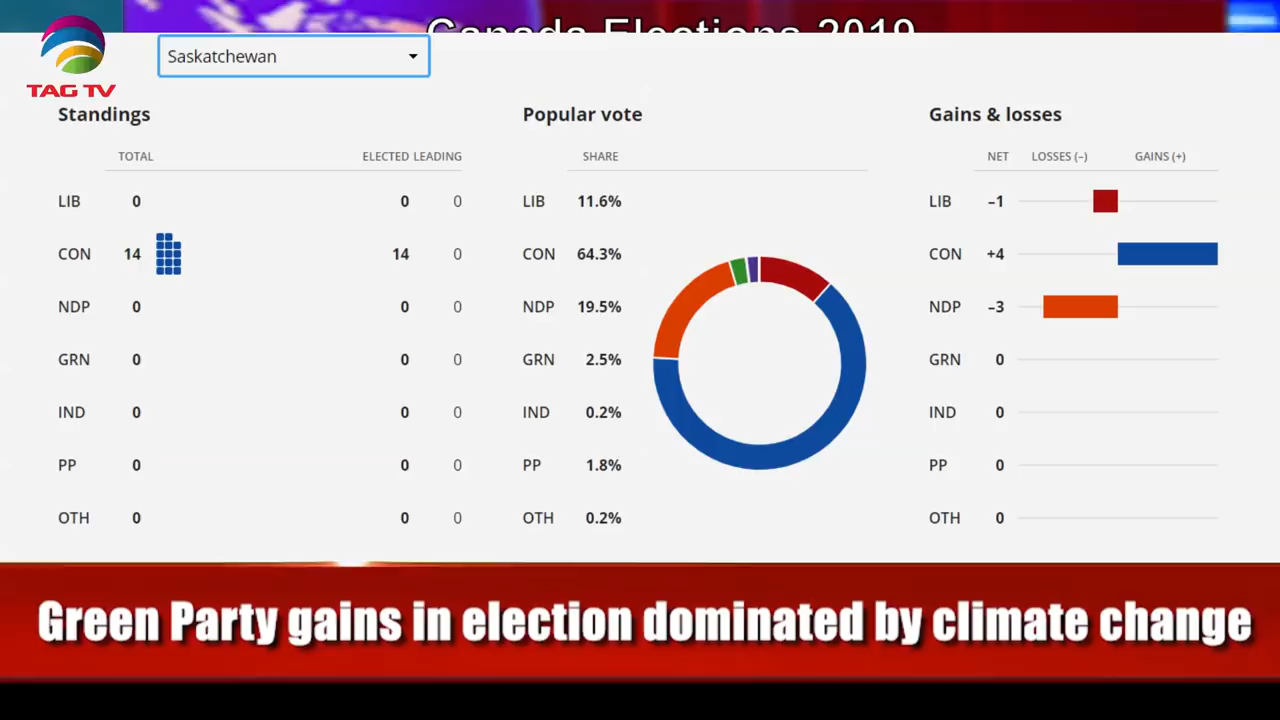 Canada Elections 2019
TAG TV
Saskatchewan
Standings
TOTAL ELECTED LEADING
LIB 0 0 0
CON 14 14 0
NDP 0 0 0
GRN 0 0 0
IND 0 0 0
PP 0 0 0
OTH 0 0 0
Popular vote
SHARE
LIB 11.6%
CON 64.3%
NDP 19.5%
GRN 2.5%
IND 0.2%
PP 1.8%
OTH 0.2%
Gains & losses
NET LOSSES (–) GAINS (+)
LIB –1
CON +4
NDP –3
GRN 0
IND 0
PP 0
OTH 0
Green Party gains in election dominated by climate change